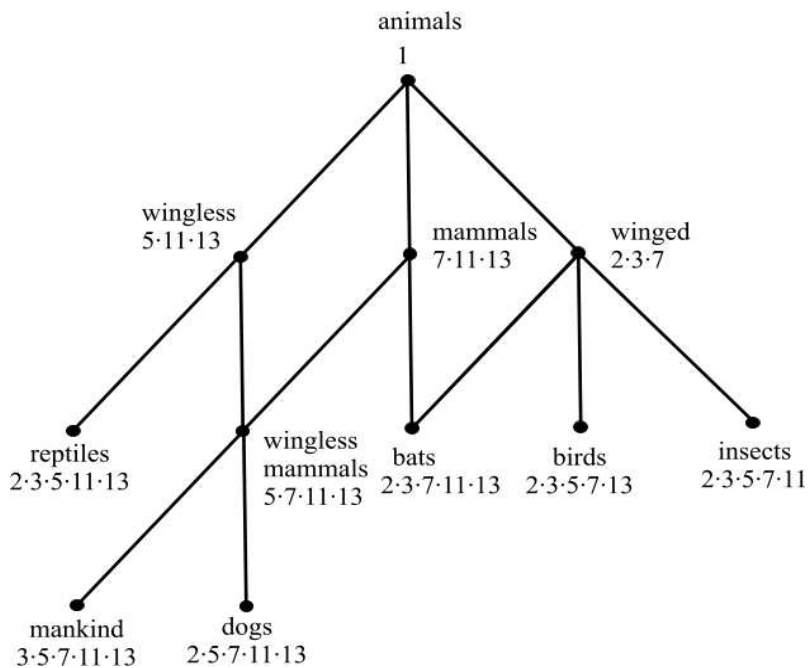 animals
1
wingless
5·11·13
mammals
7·11·13
winged
2·3·7
reptiles
2·3·5·11·13
wingless
mammals
5·7·11·13
bats
2·3·7·11·13
birds
2·3·5·7·13
insects
2·3·5·7·11
mankind
3·5·7·11·13
dogs
2·5·7·11·13